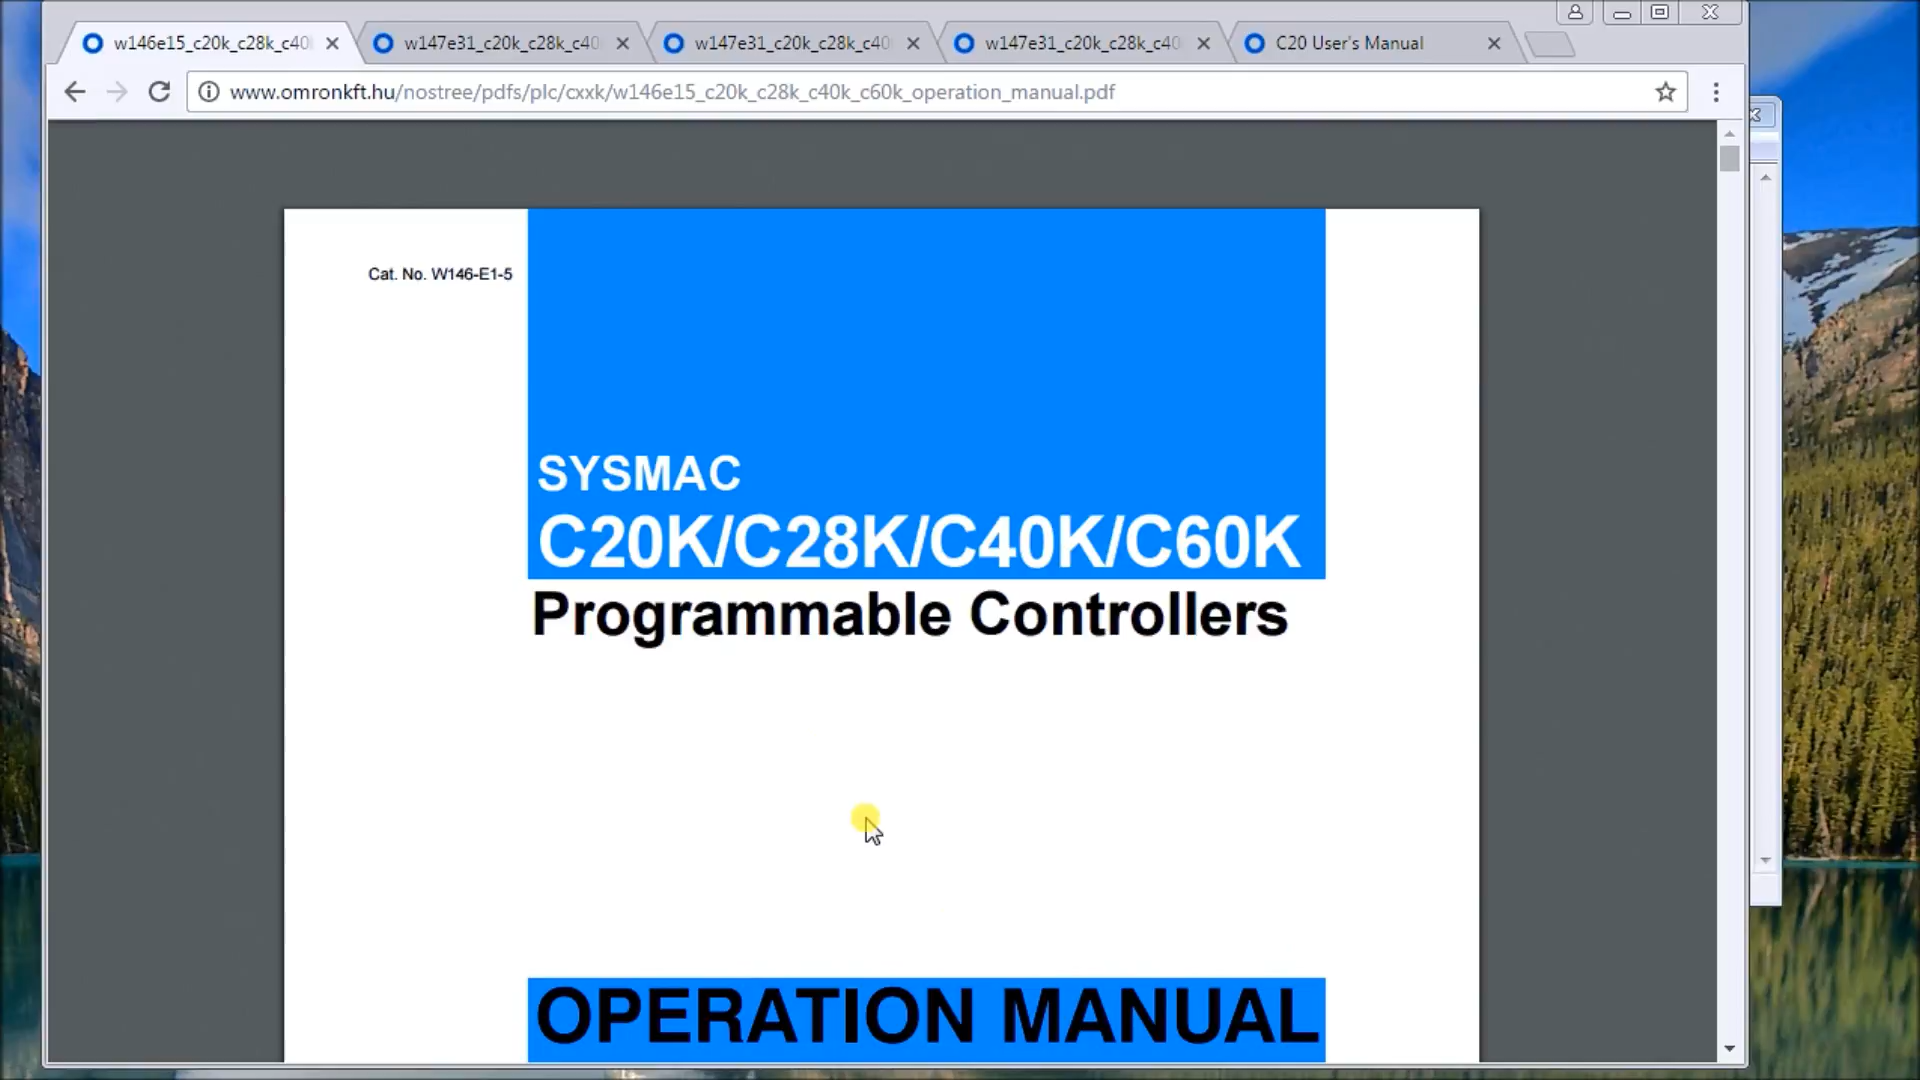 w146e15_c20k_c28k_c40
w147e31_c20k_c28k_c40
w147e31_c20k_c28k_c40
w147e31_c20k_c28k_c40
C20 User's Manual
www.omronkft.hu/nostree/pdfs/plc/cxxk/w146e15_c20k_c28k_c40k_c60k_operation_manual.pdf
Cat. No. W146-E1-5
SYSMAC
C20K/C28K/C40K/C60K
Programmable Controllers
OPERATION MANUAL